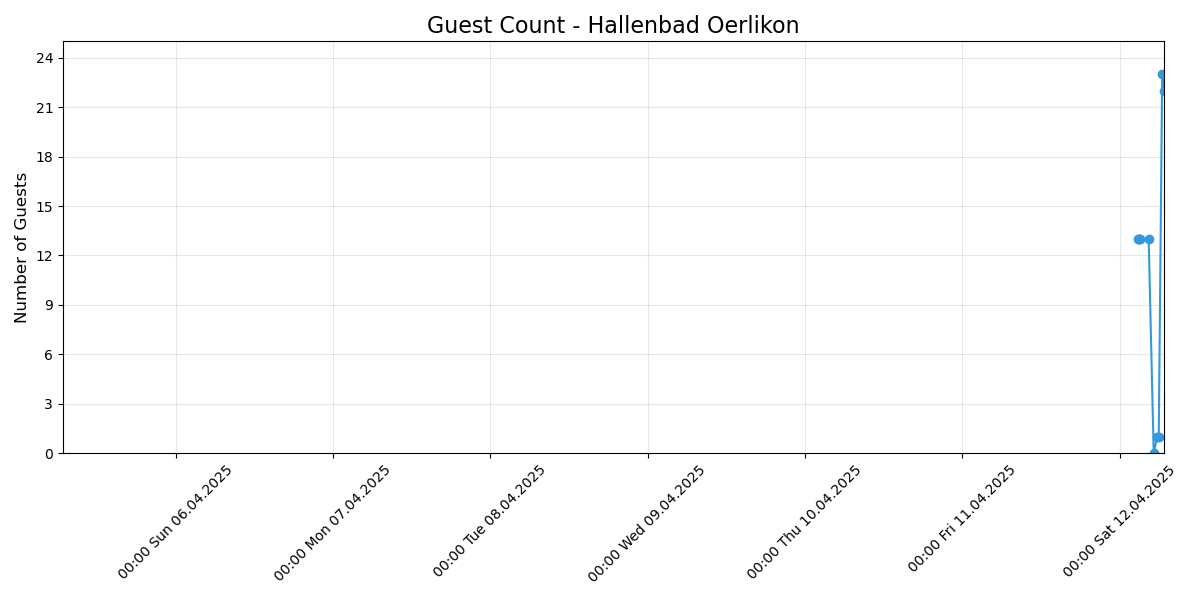 Guest Count - Hallenbad Oerlikon
Number of Guests
24
21
18
15
12
9
6
3
0
00:00 Sun 06.04.2025
00:00 Mon 07.04.2025
00:00 Tue 08.04.2025
00:00 Wed 09.04.2025
00:00 Thu 10.04.2025
00:00 Fri 11.04.2025
00:00 Sat 12.04.2025